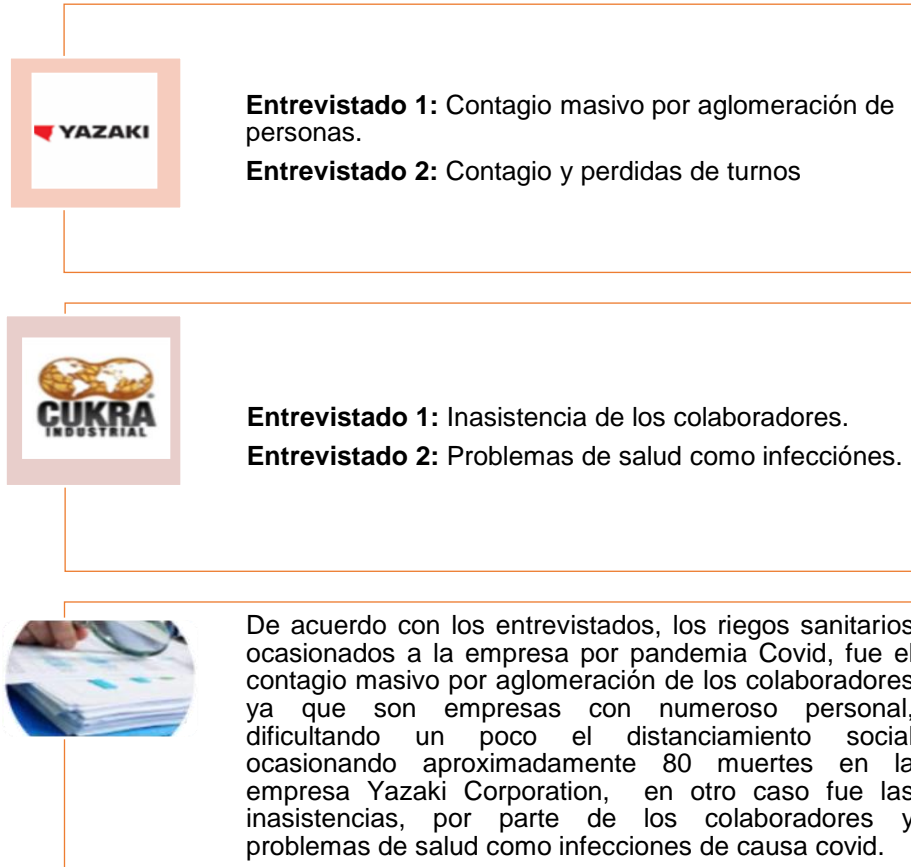 YAZAKI
Entrevistado 1: Contagio masivo por aglomeración de
personas.
Entrevistado 2: Contagio y perdidas de turnos
CUKRA
INDUSTRIAL
Entrevistado 1: Inasistencia de los colaboradores.
Entrevistado 2: Problemas de salud como infecciónes.
De acuerdo con los entrevistados, los riegos sanitarios
ocasionados a la empresa por pandemia Covid, fue el
contagio masivo por aglomeración de los colaboradores
ya que son empresas con numeroso personal,
dificultando un poco el distanciamiento social
ocasionando aproximadamente 80 muertes en la
empresa Yazaki Corporation, en otro caso fue las
inasistencias, por parte de los colaboradores y
problemas de salud como infecciones de causa covid.